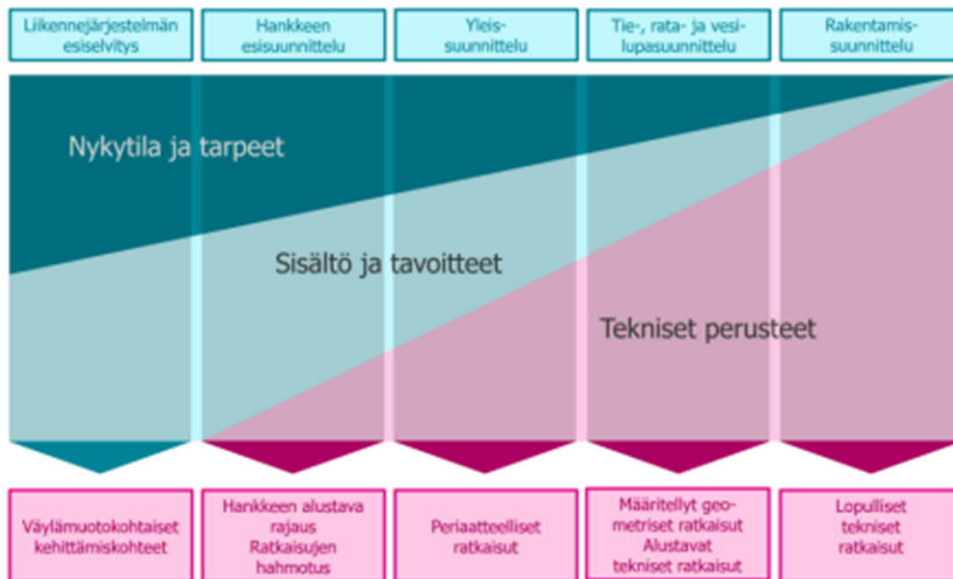 Liikennejärjestelmän
esiselvitys
Hankkeen
esisuunnittelu
Yleis-
suunnittelu
Tie-, rata- ja vesi-
lupasuunnittelu
Rakentamis-
suunnittelu
Nykytila ja tarpeet
Sisältö ja tavoitteet
Tekniset perusteet
Väylämuotokohtaiset
kehittämiskohteet
Hankkeen alustava
rajaus
Ratkaisujen
hahmotus
Periaatteelliset
ratkaisut
Määritellyt geo-
metriset ratkaisut
Alustavat
tekniset ratkaisut
Lopulliset
tekniset
ratkaisut